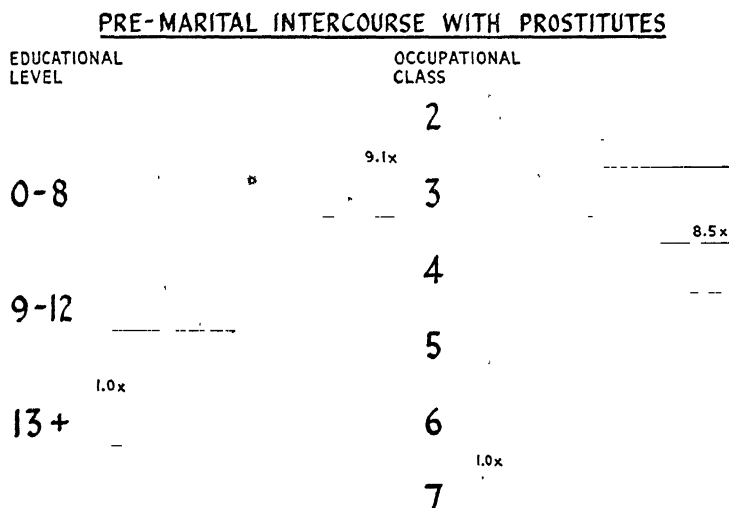 PRE-MARITAL INTERCOURSE WITH PROSTITUTES
EDUCATIONAL
LEVEL
9.1x
0-8
9-12
1.0x
13+
OCCUPATIONAL
CLASS
2
3
8.5x
4
5
6
1.0x
7